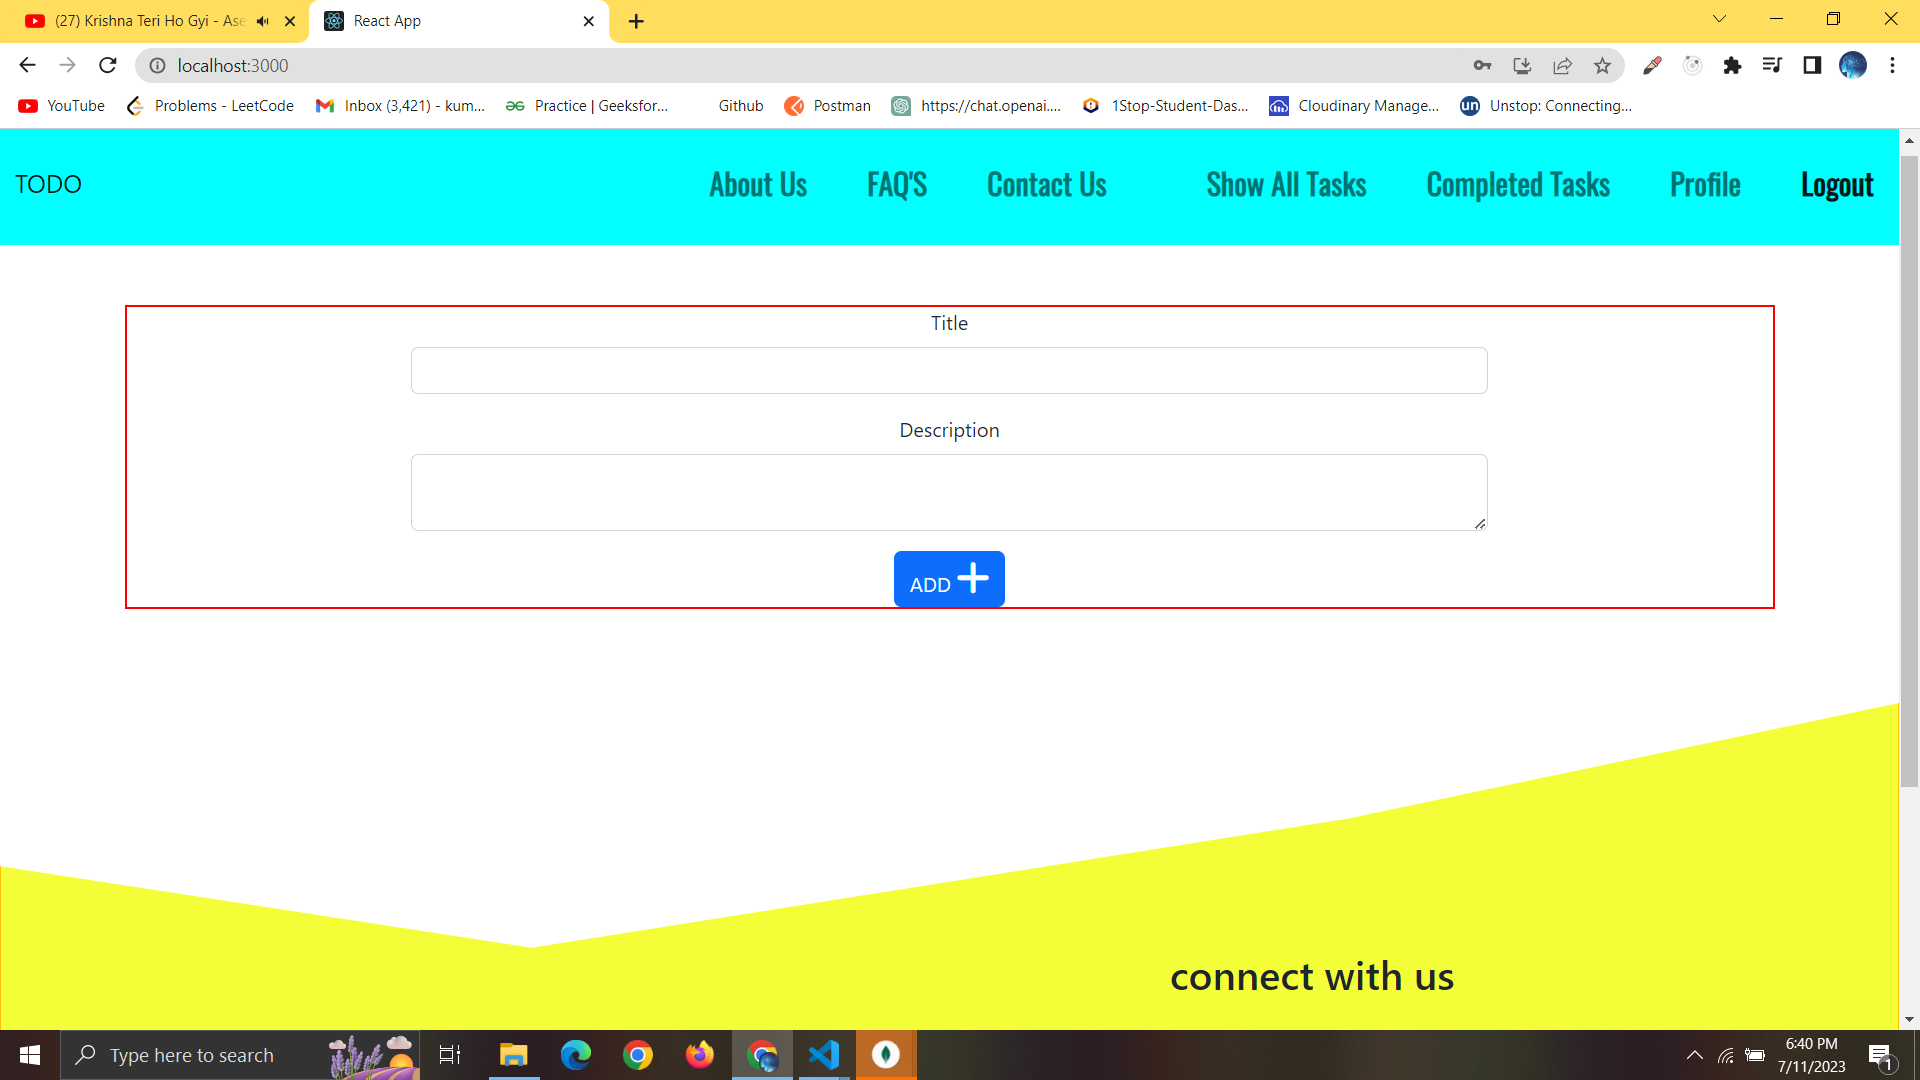 (27) Krishna Teri Ho Gyi - Ase
React App
localhost:3000
YouTube
Problems - LeetCode
Inbox (3,421) - kum...
Practice | Geeksfor...
Github
Postman
https://chat.openai....
1Stop-Student-Das...
Cloudinary Manage...
un
Unstop: Connecting...
TODO
About Us
FAQ'S
Contact Us
Show All Tasks
Completed Tasks
Profile
Logout
Title
Description
ADD
connect with us
Type here to search
6:40 PM
7/11/2023
1